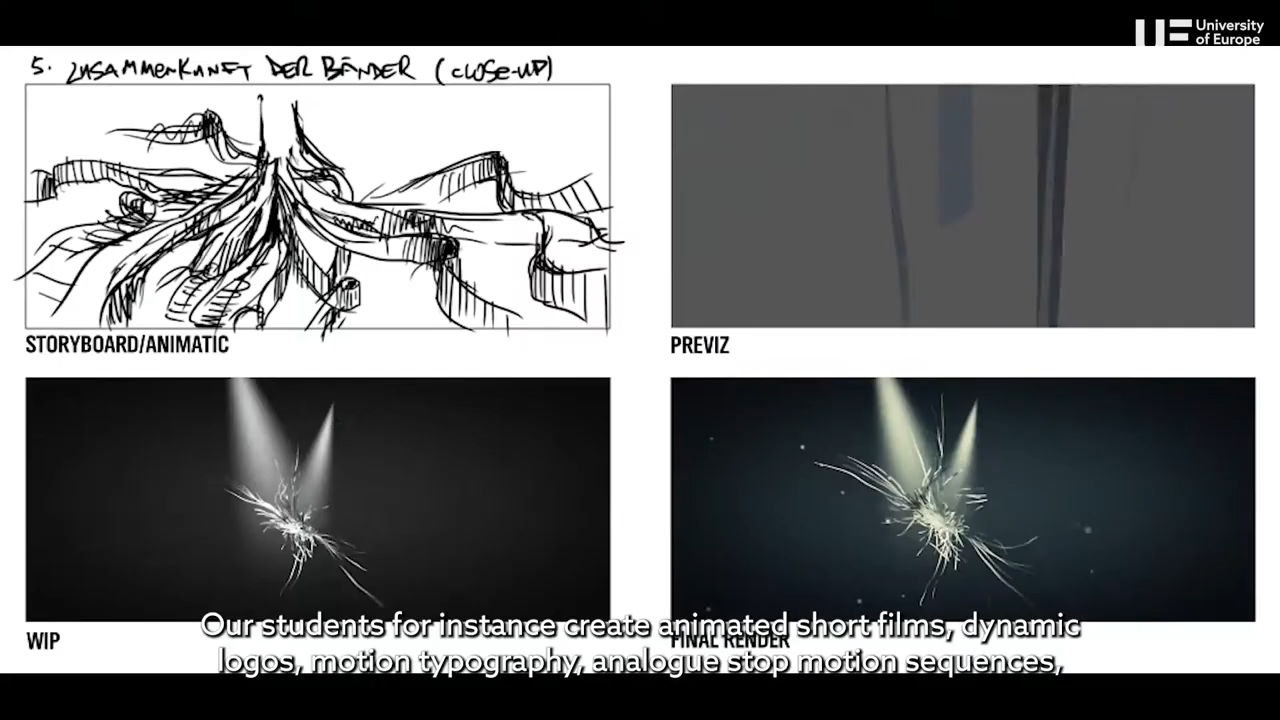 University
of Europe
5. ZUSAMMENKUNFT DER BÄNDER (CLOSE-UP)
STORYBOARD/ANIMATIC
PREVIZ
WIP
FINAL RENDER
Our students for instance create animated short films, dynamic
logos, motion typography, analogue stop motion sequences,